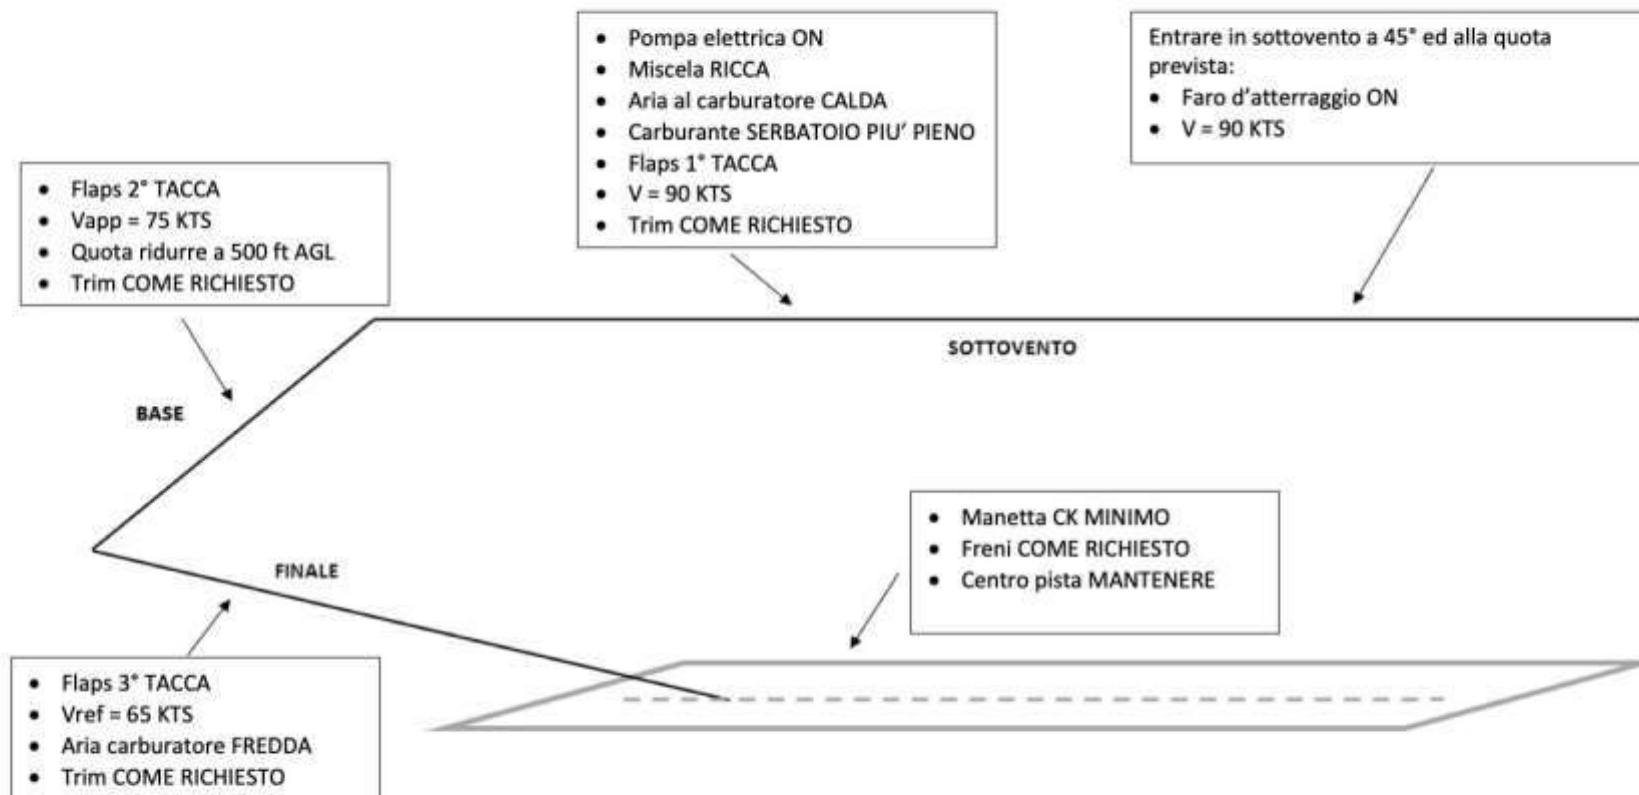 • Pompa elettrica ON
• Miscela RICCA
• Aria al carburatore CALDA
• Carburante SERBATOIO PIU’ PIENO
• Flaps 1° TACCA
• V = 90 KTS
• Trim COME RICHIESTO
Entrare in sottovento a 45° ed alla quota
prevista:
• Faro d’atterraggio ON
• V = 90 KTS
• Flaps 2° TACCA
• Vapp = 75 KTS
• Quota ridurre a 500 ft AGL
• Trim COME RICHIESTO
SOTTOVENTO
BASE
FINALE
• Manetta CK MINIMO
• Freni COME RICHIESTO
• Centro pista MANTENERE
• Flaps 3° TACCA
• Vref = 65 KTS
• Aria carburatore FREDDA
• Trim COME RICHIESTO